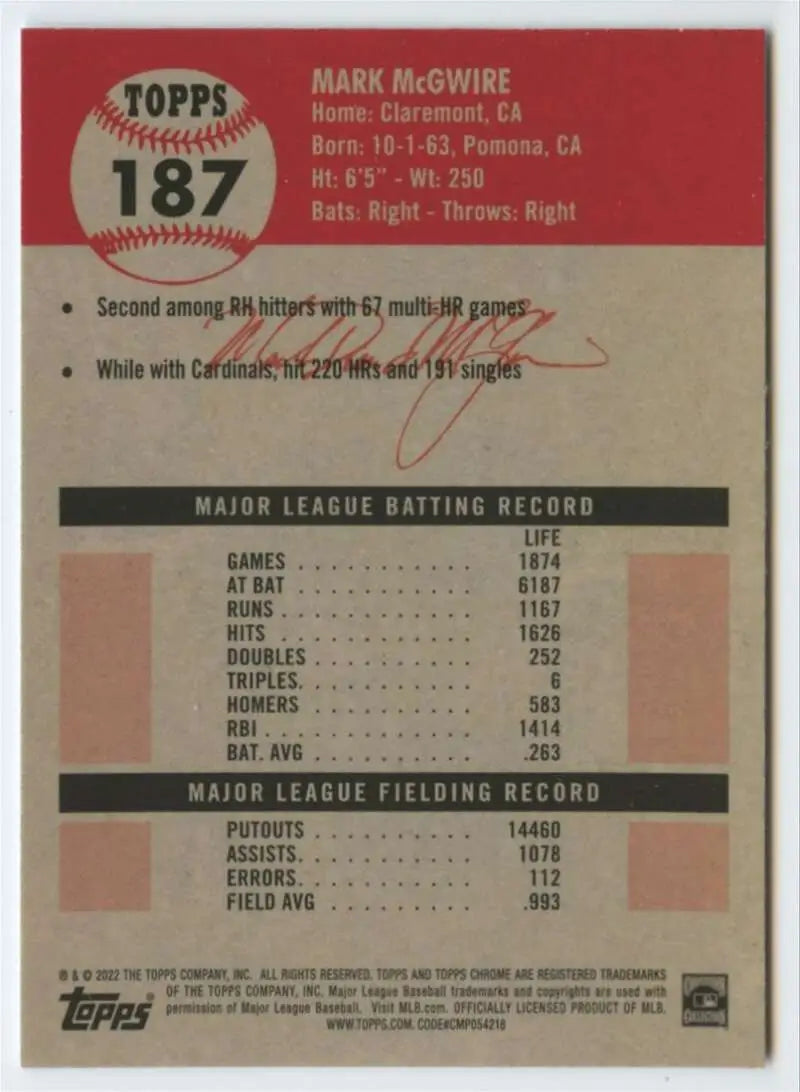 TOPPS
187
MARK McGWIRE
Home: Claremont, CA
Born: 10-1-63, Pomona, CA
Ht: 6'5" - Wt: 250
Bats: Right - Throws: Right
• Second among RH hitters with 67 multi-HR games
• While with Cardinals, hit 220 HRs and 191 singles
MAJOR LEAGUE BATTING RECORD
LIFE
GAMES . . . . . . . . . . . 1874
AT BAT . . . . . . . . . . . 6187
RUNS . . . . . . . . . . . . 1167
HITS . . . . . . . . . . . . 1626
DOUBLES . . . . . . . . . . 252
TRIPLES. . . . . . . . . . . 6
HOMERS . . . . . . . . . . 583
RBI . . . . . . . . . . . . . 1414
BAT. AVG . . . . . . . . . . .263
MAJOR LEAGUE FIELDING RECORD
PUTOUTS . . . . . . . . . . 14460
ASSISTS. . . . . . . . . . . 1078
ERRORS. . . . . . . . . . . 112
FIELD AVG . . . . . . . . . .993
® & © 2022 THE TOPPS COMPANY, INC. ALL RIGHTS RESERVED. TOPPS AND TOPPS CHROME ARE REGISTERED TRADEMARKS
OF THE TOPPS COMPANY, INC. Major League Baseball trademarks and copyrights are used with
permission of Major League Baseball. Visit MLB.com. OFFICIALLY LICENSED PRODUCT OF MLB.
WWW.TOPPS.COM. CODE#CMP054216
topps®
COLLECTION